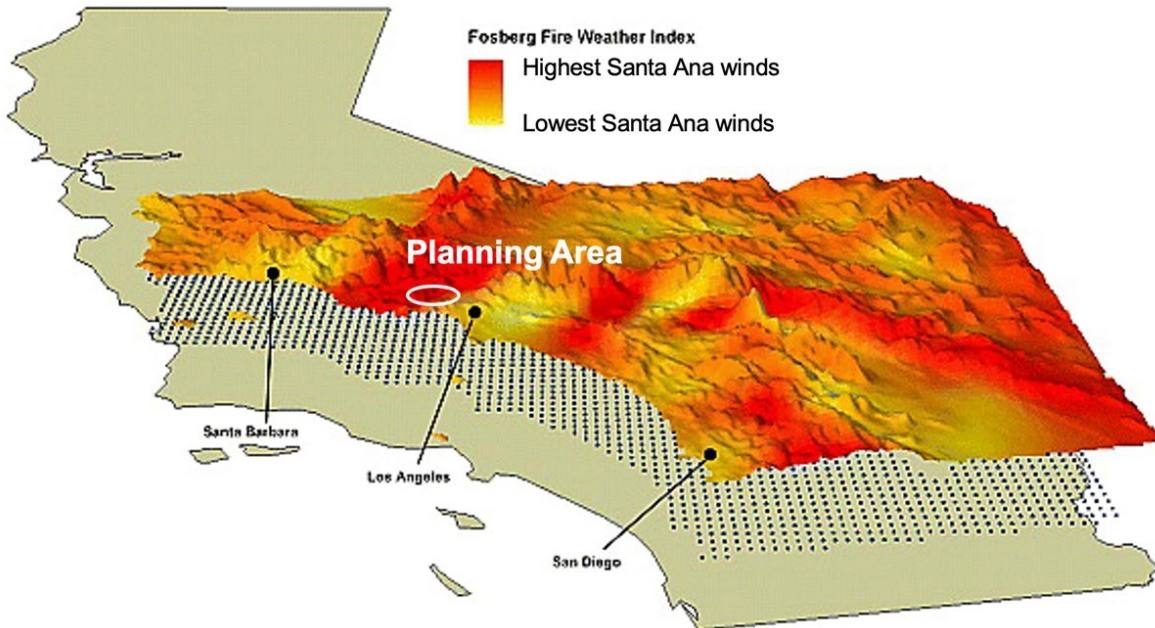 Fosberg Fire Weather Index
Highest Santa Ana winds
Lowest Santa Ana winds
Planning Area
Santa Barbara
Los Angeles
San Diego